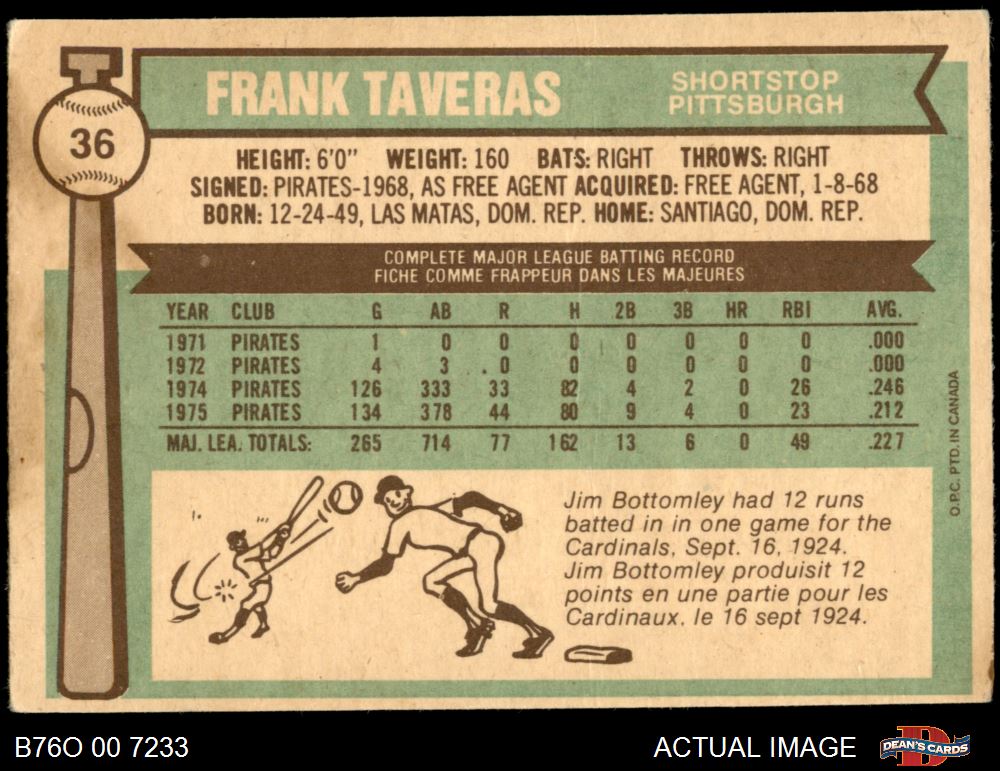 36
FRANK TAVERAS
SHORTSTOP
PITTSBURGH
HEIGHT: 6'0" WEIGHT: 160 BATS: RIGHT THROWS: RIGHT
SIGNED: PIRATES-1968, AS FREE AGENT ACQUIRED: FREE AGENT, 1-8-68
BORN: 12-24-49, LAS MATAS, DOM. REP. HOME: SANTIAGO, DOM. REP.
COMPLETE MAJOR LEAGUE BATTING RECORD
FICHE COMME FRAPPEUR DANS LES MAJEURES
YEAR CLUB G AB R H 2B 3B HR RBI AVG.
1971 PIRATES 1 0 0 0 0 0 0 0 .000
1972 PIRATES 4 3 0 0 0 0 0 0 .000
1974 PIRATES 126 333 33 82 4 2 0 26 .246
1975 PIRATES 134 378 44 80 9 4 0 23 .212
MAJ. LEA. TOTALS: 265 714 77 162 13 6 0 49 .227
O.P.C. PTD. IN CANADA
Jim Bottomley had 12 runs
batted in in one game for the
Cardinals, Sept. 16, 1924.
Jim Bottomley produisit 12
points en une partie pour les
Cardinaux. le 16 sept 1924.
B76O 00 7233
ACTUAL IMAGE
DEAN'S CARDS